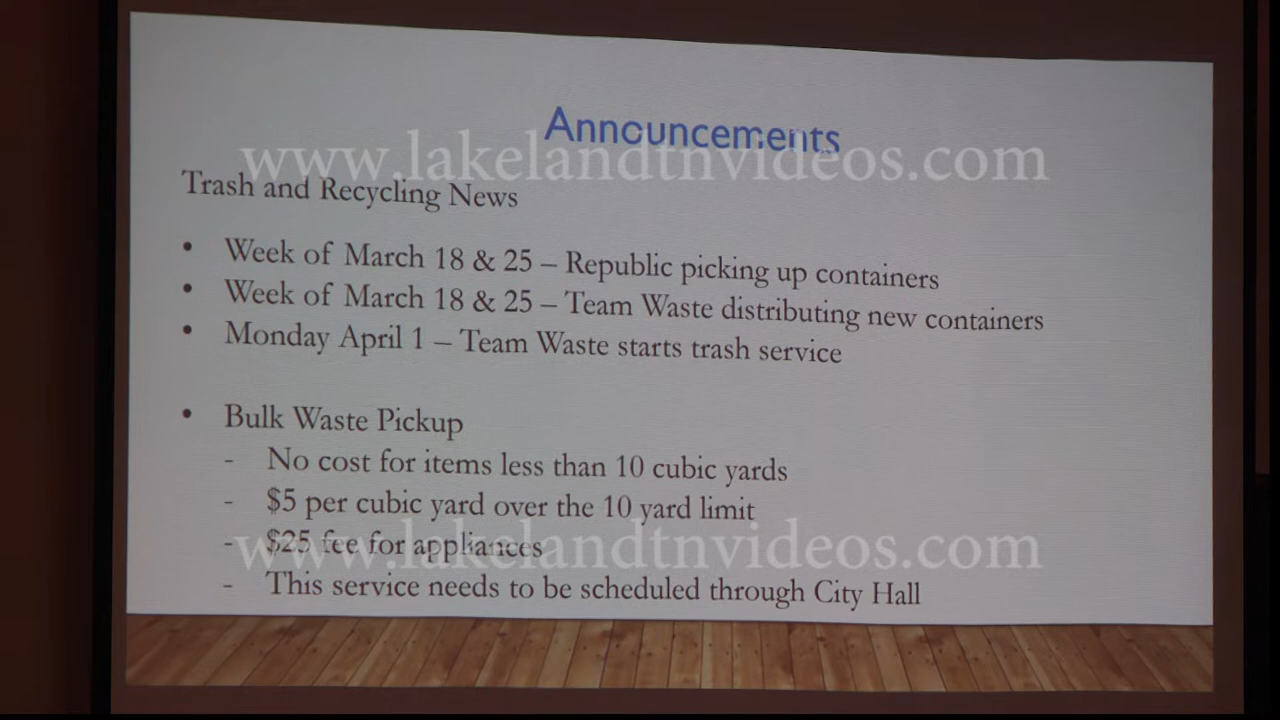 Announcements
www.lakelandtnvideos.com
Trash and Recycling News
• Week of March 18 & 25 – Republic picking up containers
• Week of March 18 & 25 – Team Waste distributing new containers
• Monday April 1 – Team Waste starts trash service
• Bulk Waste Pickup
- No cost for items less than 10 cubic yards
- $5 per cubic yard over the 10 yard limit
- $25 fee for appliances
www.lakelandtnvideos.com
- This service needs to be scheduled through City Hall